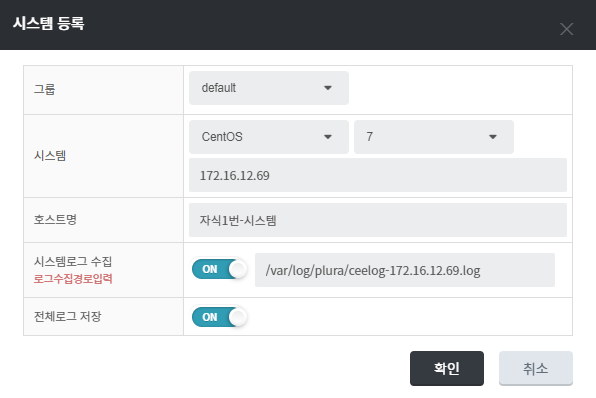 시스템 등록
그룹
default
시스템
CentOS
7
172.16.12.69
호스트명
자식1번-시스템
시스템로그 수집
로그수집경로입력
ON
/var/log/plura/ceelog-172.16.12.69.log
전체로그 저장
ON
확인
취소